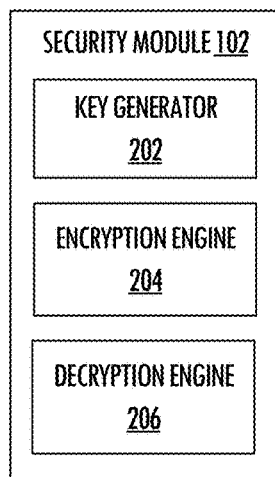 SECURITY MODULE 102
KEY GENERATOR
202
ENCRYPTION ENGINE
204
DECRYPTION ENGINE
206